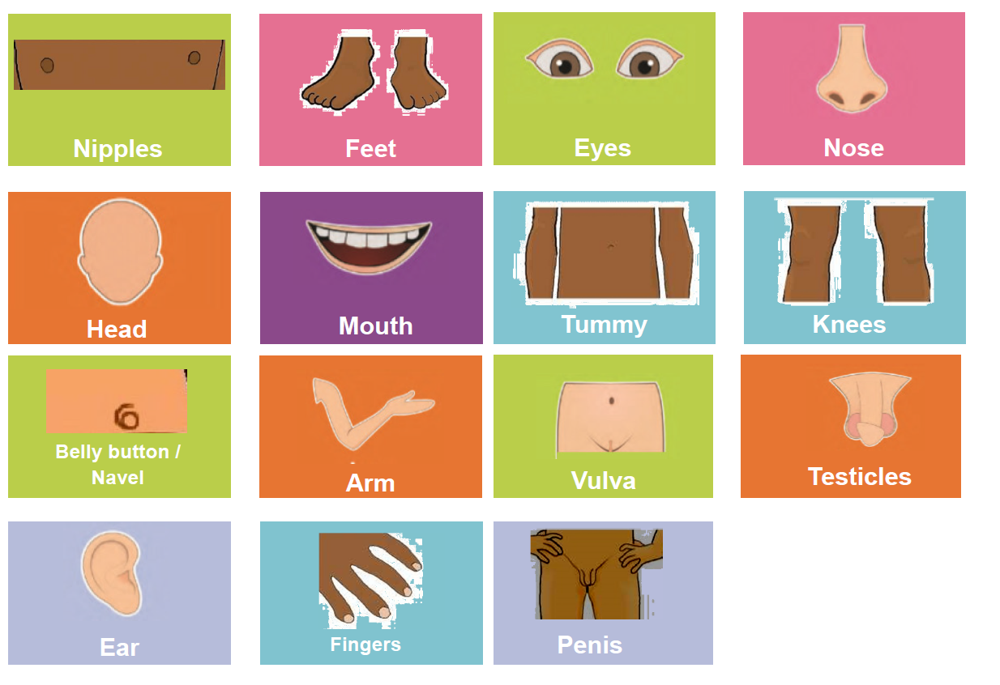 Nipples
Feet
Eyes
Nose
Head
Mouth
Tummy
Knees
Belly button /
Navel
Arm
Vulva
Testicles
Ear
Fingers
Penis